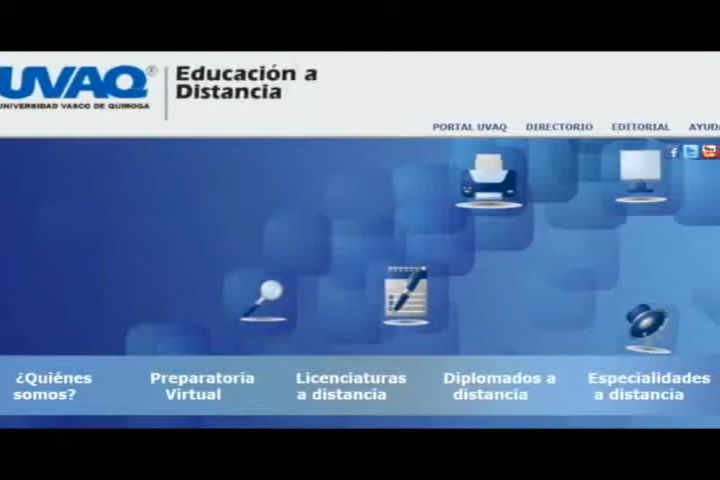 UVAQ®
UNIVERSIDAD VASCO DE QUIROGA
Educación a
Distancia
PORTAL UVAQ DIRECTORIO EDITORIAL
¿Quiénes
somos?
Preparatoria
Virtual
Licenciaturas
a distancia
Diplomados a
distancia
Especialidades
a distancia